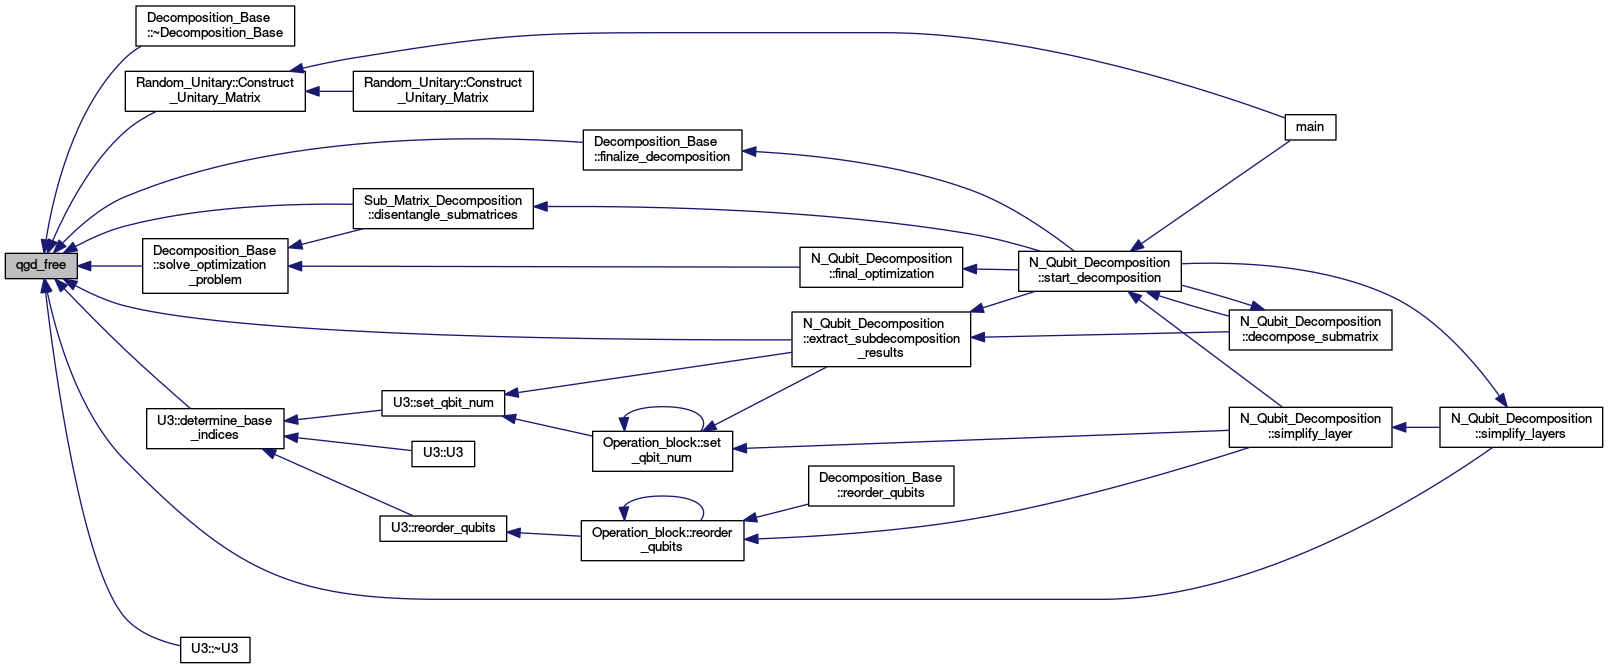 Decomposition_Base
::~Decomposition_Base
Random_Unitary::Construct
_Unitary_Matrix
Random_Unitary::Construct
_Unitary_Matrix
main
Decomposition_Base
::finalize_decomposition
Sub_Matrix_Decomposition
::disentangle_submatrices
qgd_free
Decomposition_Base
::solve_optimization
_problem
N_Qubit_Decomposition
::final_optimization
N_Qubit_Decomposition
::start_decomposition
N_Qubit_Decomposition
::extract_subdecomposition
_results
N_Qubit_Decomposition
::decompose_submatrix
U3::set_qbit_num
U3::determine_base
_indices
Operation_block::set
_qbit_num
N_Qubit_Decomposition
::simplify_layer
N_Qubit_Decomposition
::simplify_layers
U3::U3
Decomposition_Base
::reorder_qubits
U3::reorder_qubits
Operation_block::reorder
_qubits
U3::~U3